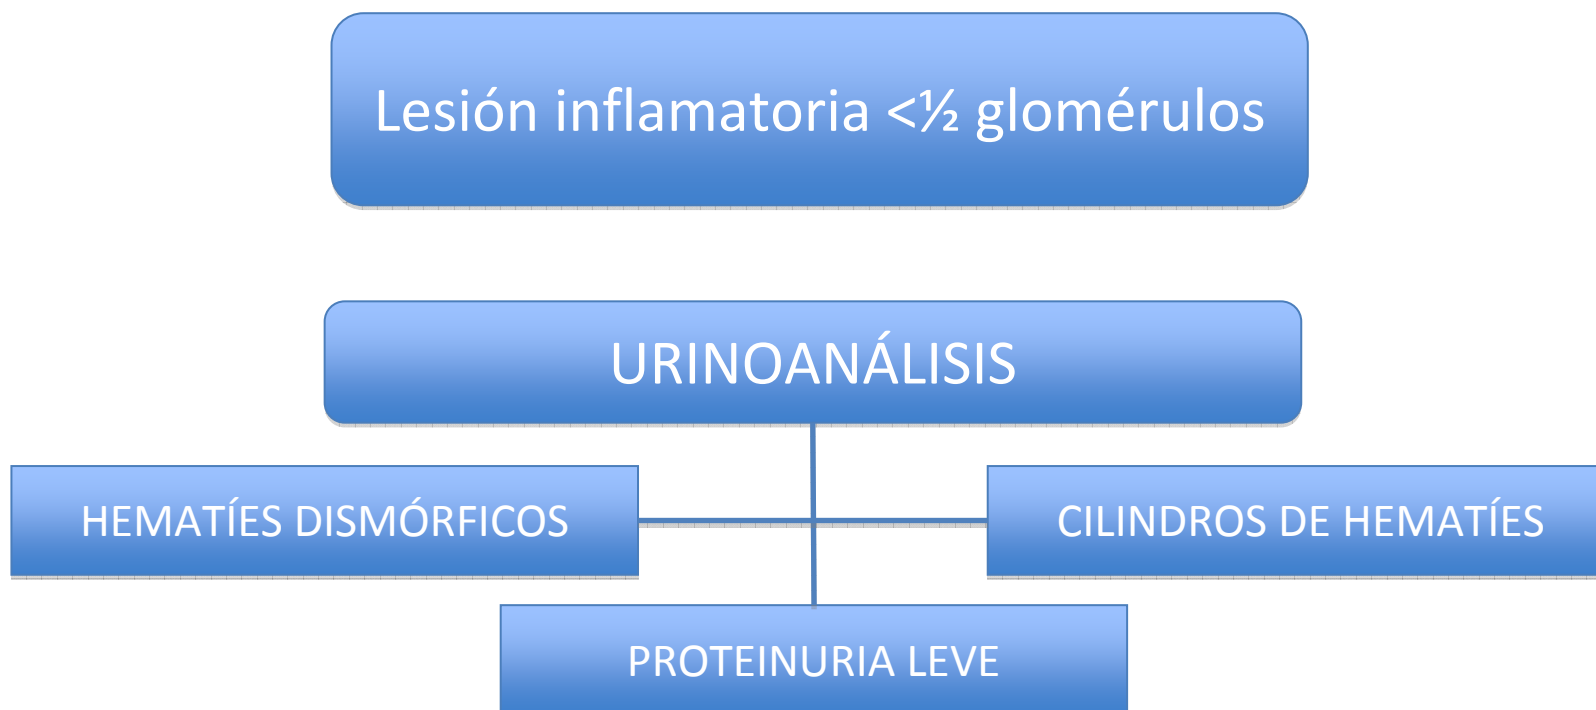 Lesión inflamatoria <½ glomérulos
URINOANÁLISIS
HEMATÍES DISMÓRFICOS
CILINDROS DE HEMATÍES
PROTEINURIA LEVE